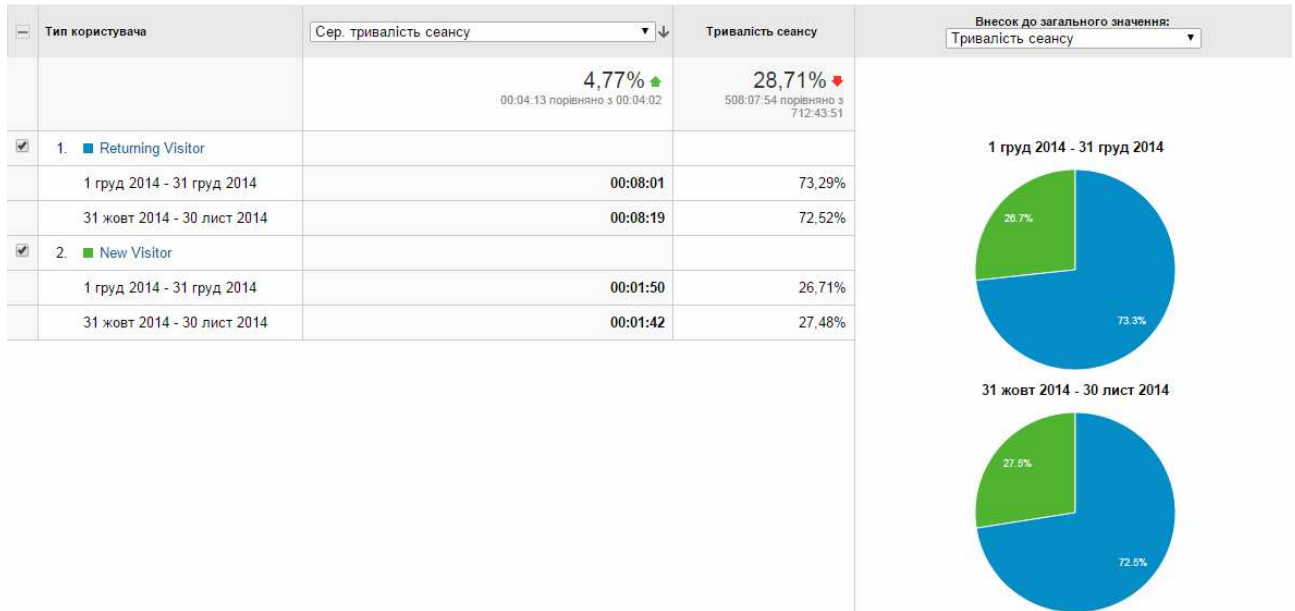 Тип користувача
Сер. тривалість сеансу
Тривалість сеансу
Внесок до загального значення:
Тривалість сеансу
4,77%
00:04:13 порівняно з 00:04:02
28,71%
508:07:54 порівняно з
712:43:51
1. Returning Visitor
1 груд 2014 - 31 груд 2014 00:08:01 73,29%
31 жовт 2014 - 30 лист 2014 00:08:19 72,52%
2. New Visitor
1 груд 2014 - 31 груд 2014 00:01:50 26,71%
31 жовт 2014 - 30 лист 2014 00:01:42 27,48%
1 груд 2014 - 31 груд 2014
26.7%
73.3%
31 жовт 2014 - 30 лист 2014
27.5%
72.5%